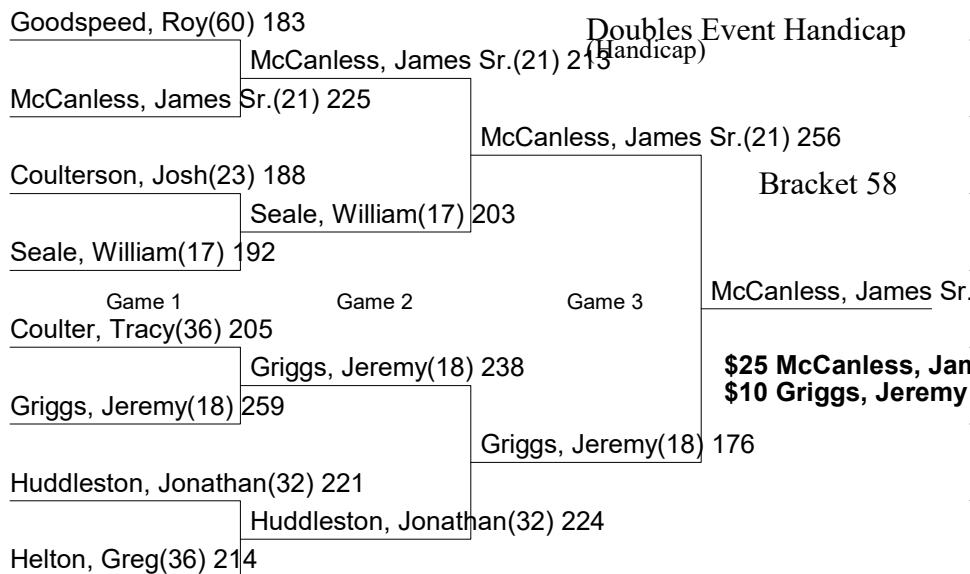 Goodspeed, Roy(60) 183
Doubles Event Handicap
(Handicap)
McCanless, James Sr.(21) 213
McCanless, James Sr.(21) 225
McCanless, James Sr.(21) 256
Coulterson, Josh(23) 188
Bracket 58
Seale, William(17) 203
Seale, William(17) 192
Game 1
Game 2
Game 3
McCanless, James Sr.
Coulter, Tracy(36) 205
Griggs, Jeremy(18) 238
$25 McCanless, Jam
$10 Griggs, Jeremy
Griggs, Jeremy(18) 259
Griggs, Jeremy(18) 176
Huddleston, Jonathan(32) 221
Huddleston, Jonathan(32) 224
Helton, Greg(36) 214